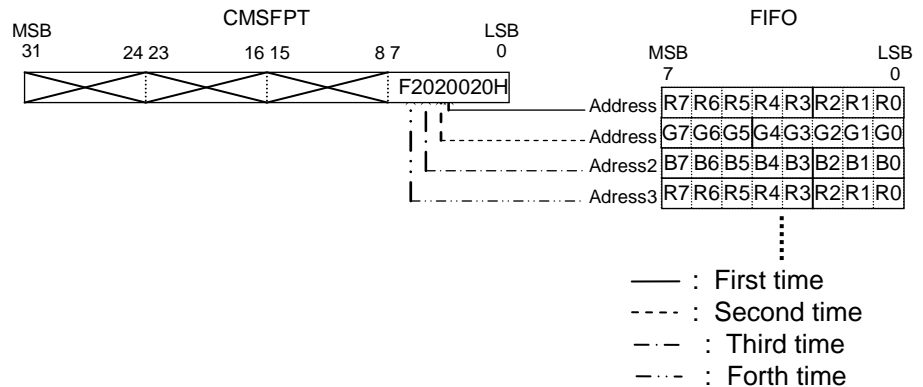 CMSFPT
FIFO
MSB LSB
31 24 23 16 15 8 7 0
MSB LSB
7 0
F2020020H
Address R7 R6 R5 R4 R3 R2 R1 R0
Address G7 G6 G5 G4 G3 G2 G1 G0
Adress2 B7 B6 B5 B4 B3 B2 B1 B0
Adress3 R7 R6 R5 R4 R3 R2 R1 R0
: First time
: Second time
: Third time
: Forth time